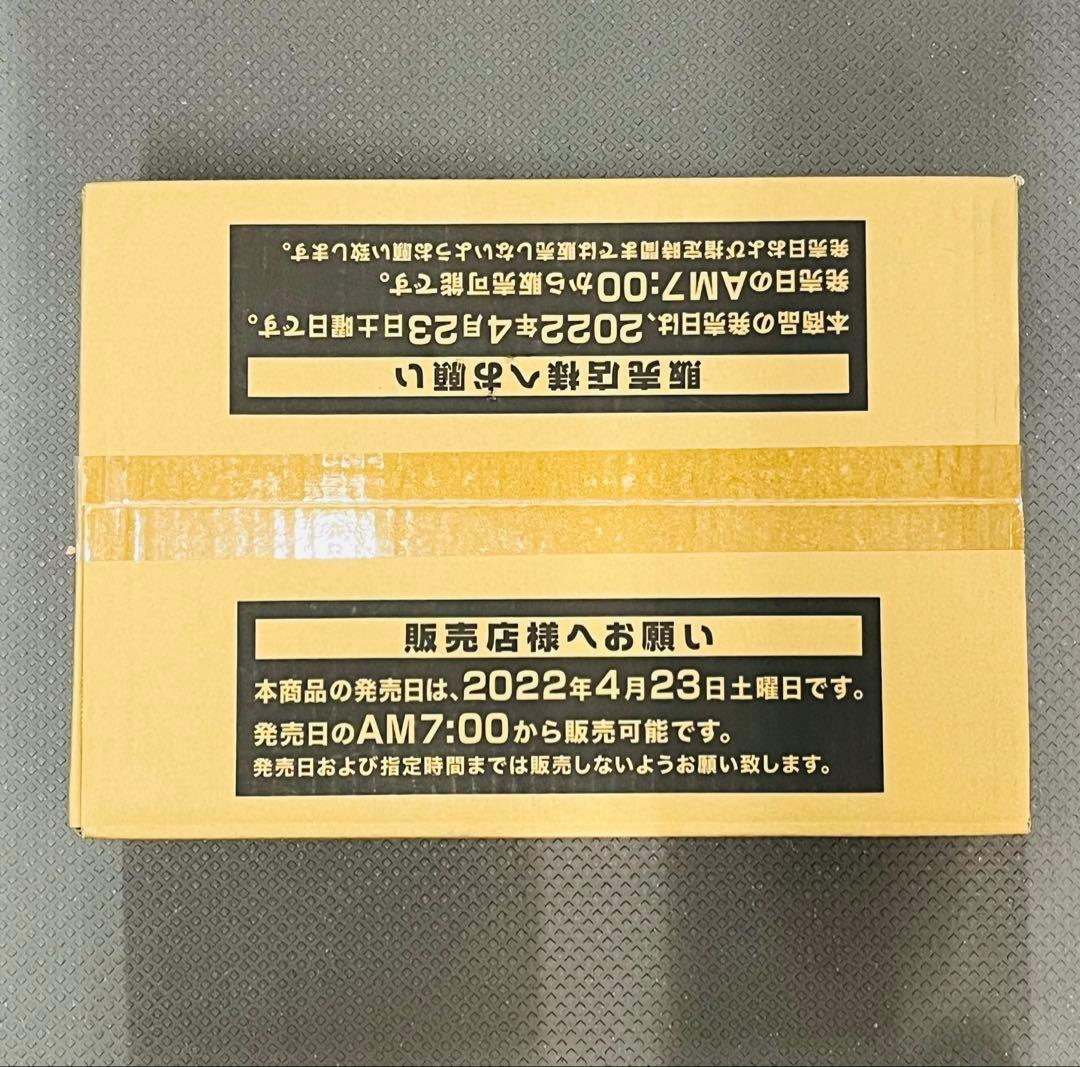 販売店様へお願い
本商品の発売日は、2022年4月23日土曜日です。
発売日のAM7:00から販売可能です。
発売日および指定時間までは販売しないようお願い致します。
販売店様へお願い
本商品の発売日は、2022年4月23日土曜日です。
発売日のAM7:00から販売可能です。
発売日および指定時間までは販売しないようお願い致します。